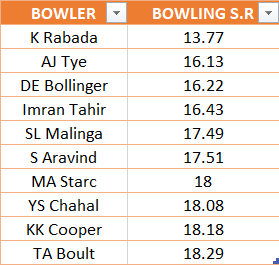 BOWLER BOWLING S.R
K Rabada 13.77
AJ Tye 16.13
DE Bollinger 16.22
Imran Tahir 16.43
SL Malinga 17.49
S Aravind 17.51
MA Starc 18
YS Chahal 18.08
KK Cooper 18.18
TA Boult 18.29